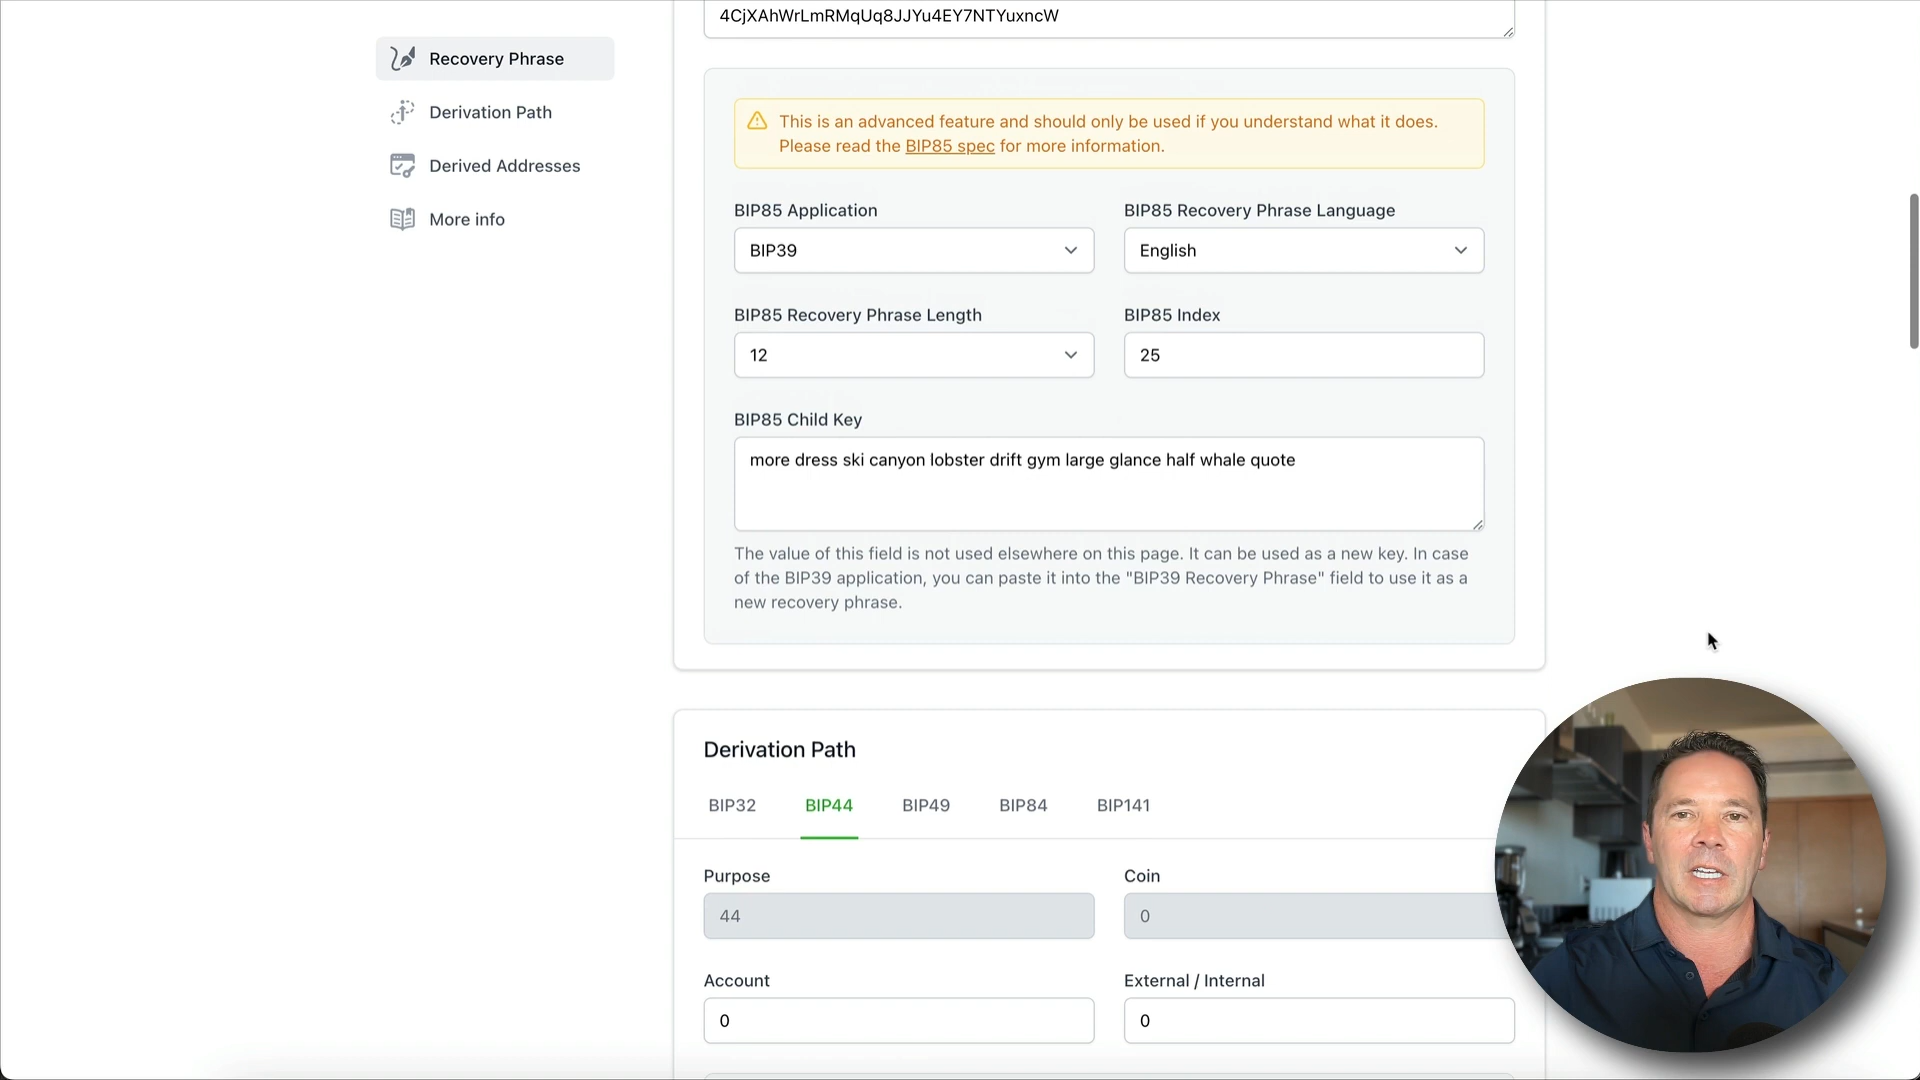 4CjXAhWrLmRMqUq8JJYu4EY7NTYuxncW
Recovery Phrase
Derivation Path
Derived Addresses
More info
This is an advanced feature and should only be used if you understand what it does.
Please read the BIP85 spec for more information.
BIP85 Application
BIP85 Recovery Phrase Language
BIP39
English
BIP85 Recovery Phrase Length
BIP85 Index
12
25
BIP85 Child Key
more dress ski canyon lobster drift gym large glance half whale quote
The value of this field is not used elsewhere on this page. It can be used as a new key. In case
of the BIP39 application, you can paste it into the "BIP39 Recovery Phrase" field to use it as a
new recovery phrase.
Derivation Path
BIP32
BIP44
BIP49
BIP84
BIP141
Purpose
Coin
44
0
Account
External / Internal
0
0